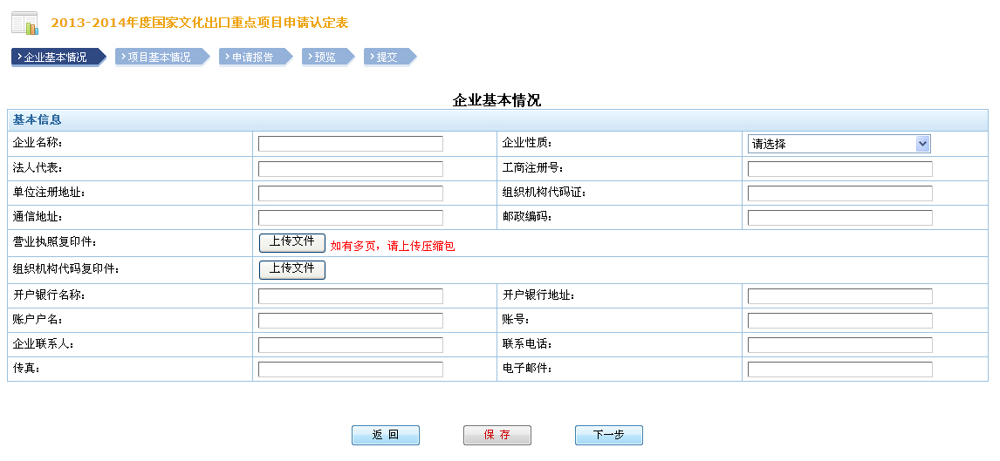 2013-2014年度国家文化出口重点项目申请认定表
企业基本情况 项目基本情况 申请报告 预览 提交
企业基本情况
基本信息
企业名称: 企业性质: 请选择
法人代表: 工商注册号:
单位注册地址: 组织机构代码证:
通信地址: 邮政编码:
营业执照复印件: 上传文件 如有多页，请上传压缩包
组织机构代码复印件: 上传文件
开户银行名称: 开户银行地址:
账户户名: 账号:
企业联系人: 联系电话:
传真: 电子邮件:
返 回 保 存 下一步